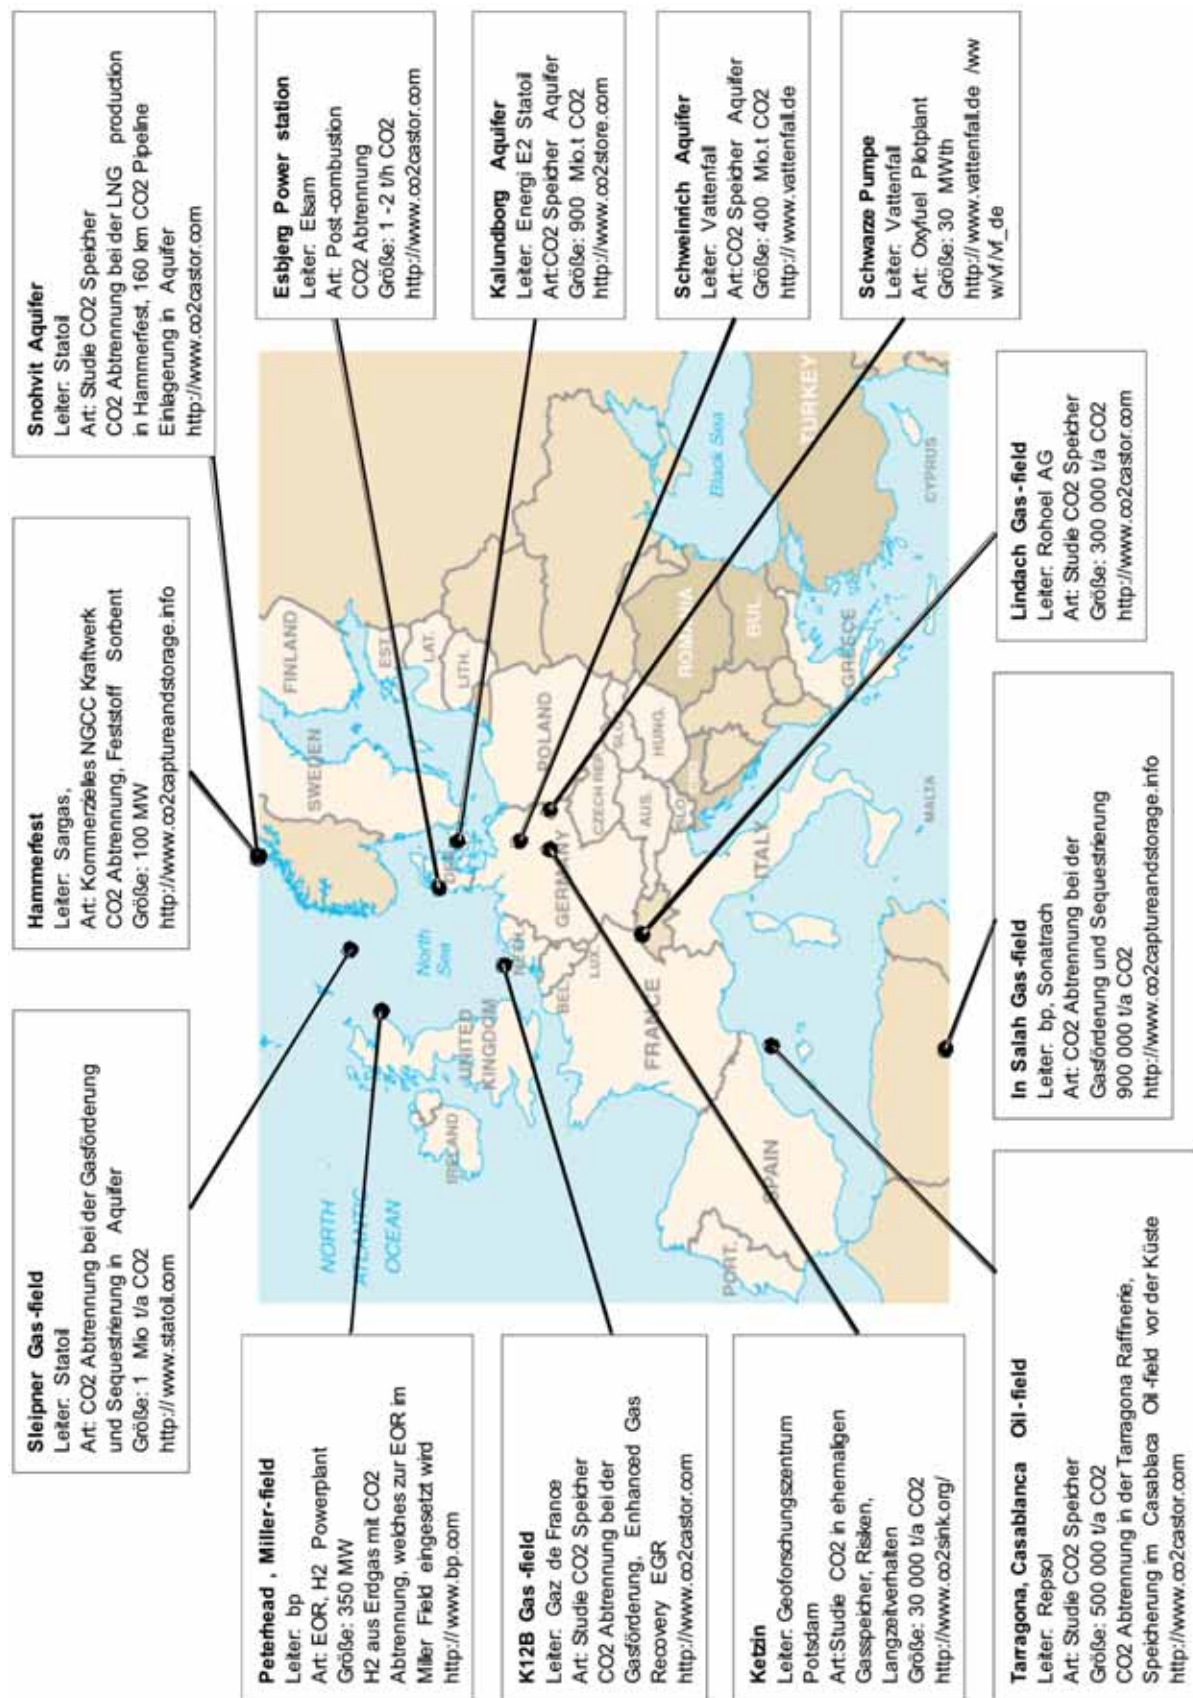 Sleipner Gas-field
Leiter: Statoil
Art: CO2 Abtrennung bei der Gasförderung
und Sequestrierung in Aquifer
Größe: 1 Mio t/a CO2
http://www.statoil.com
Hammerfest
Leiter: Sargas,
Art: Kommerzielles NGCC Kraftwerk
CO2 Abtrennung, Feststoff Sorbent
Größe: 100 MW
http://www.co2captureandstorage.info
Snohvit Aquifer
Leiter: Statoil
Art: Studie CO2 Speicher
CO2 Abtrennung bei der LNG production
in Hammerfest, 160 km CO2 Pipeline
Einlagerung in Aquifer
http://www.co2castor.com
Peterhead , Miller-field
Leiter: bp
Art: EOR, H2 Powerplant
Größe: 350 MW
H2 aus Erdgas mit CO2
Abtrennung, welches zur EOR im
Miller Field eingesetzt wird
http://www.bp.com
K12B Gas-field
Leiter: Gaz de France
Art: Studie CO2 Speicher
CO2 Abtrennung bei der
Gasförderung, Enhanced Gas
Recovery EGR
http://www.co2castor.com
Ketzin
Leiter: Geoforschungszentrum
Potsdam
Art:Studie CO2 in ehemaligen
Gasspeicher, Risiken,
Langzeitverhalten
Größe: 30 000 t/a CO2
http://www.co2sink.org/
NORTH
ATLANTIC
OCEAN
North
Sea
Black Sea
FINLAND
SWEDEN
EST.
LAT.
LITH.
DEN.
UNITED
KINGDOM
IRELAND
NETH.
BEL.
LUX.
GERMANY
POLAND
CZECH REP.
SLO.
AUS.
HUNG.
SLO.
ROMANIA
BUL.
FRANCE
ITALY
SPAIN
PORT.
GREECE
TURKEY
CYPRUS
MALTA
Esbjerg Power station
Leiter: Elsam
Art: Post-combustion
CO2 Abtrennung
Größe: 1 -2 t/h CO2
http://www.co2castor.com
Kalundborg Aquifer
Leiter: Energi E2 Statoil
Art:CO2 Speicher Aquifer
Größe: 900 Mio.t CO2
http://www.co2store.com
Schweinrich Aquifer
Leiter: Vattenfall
Art:CO2 Speicher Aquifer
Größe: 400 Mio.t CO2
http://www.vattenfall.de
Schwarze Pumpe
Leiter: Vattenfall
Art: Oxyfuel Pilotplant
Größe: 30 MWth
http://www.vattenfall.de /ww
w/vf/vf_de
Tarragona, Casablanca Oil-field
Leiter: Repsol
Art: Studie CO2 Speicher
Größe: 500 000 t/a CO2
CO2 Abtrennung in der Tarragona Raffinerie,
Speicherung im Casablaca Oil-field vor der Küste
http://www.co2castor.com
In Salah Gas-field
Leiter: bp, Sonatrach
Art: CO2 Abtrennung bei der
Gasförderung und Sequestrierung
900 000 t/a CO2
http://www.co2captureandstorage.info
Lindach Gas-field
Leiter: Rohoel AG
Art: Studie CO2 Speicher
Größe: 300 000 t/a CO2
http://www.co2castor.com